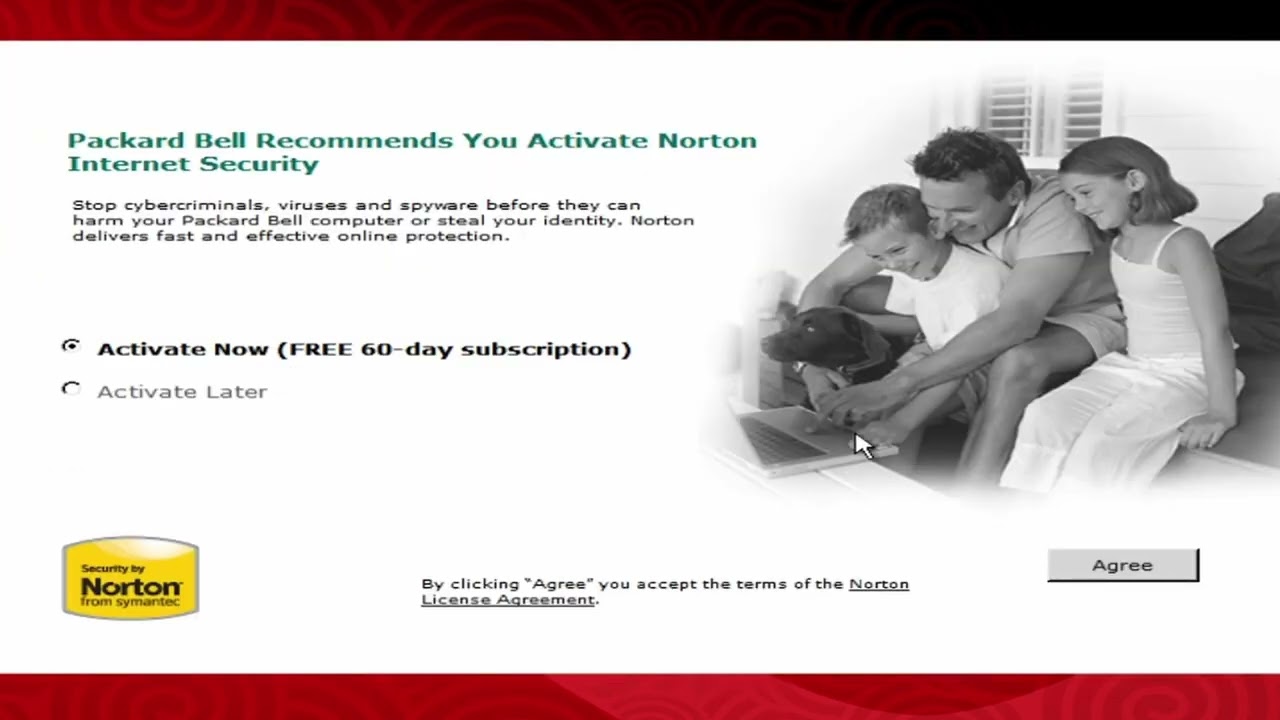 Packard Bell Recommends You Activate Norton
Internet Security
Stop cybercriminals, viruses and spyware before they can
harm your Packard Bell computer or steal your identity. Norton
delivers fast and effective online protection.
Activate Now (FREE 60-day subscription)
Activate Later
Security by
Norton
from symantec
By clicking "Agree" you accept the terms of the Norton
License Agreement.
Agree